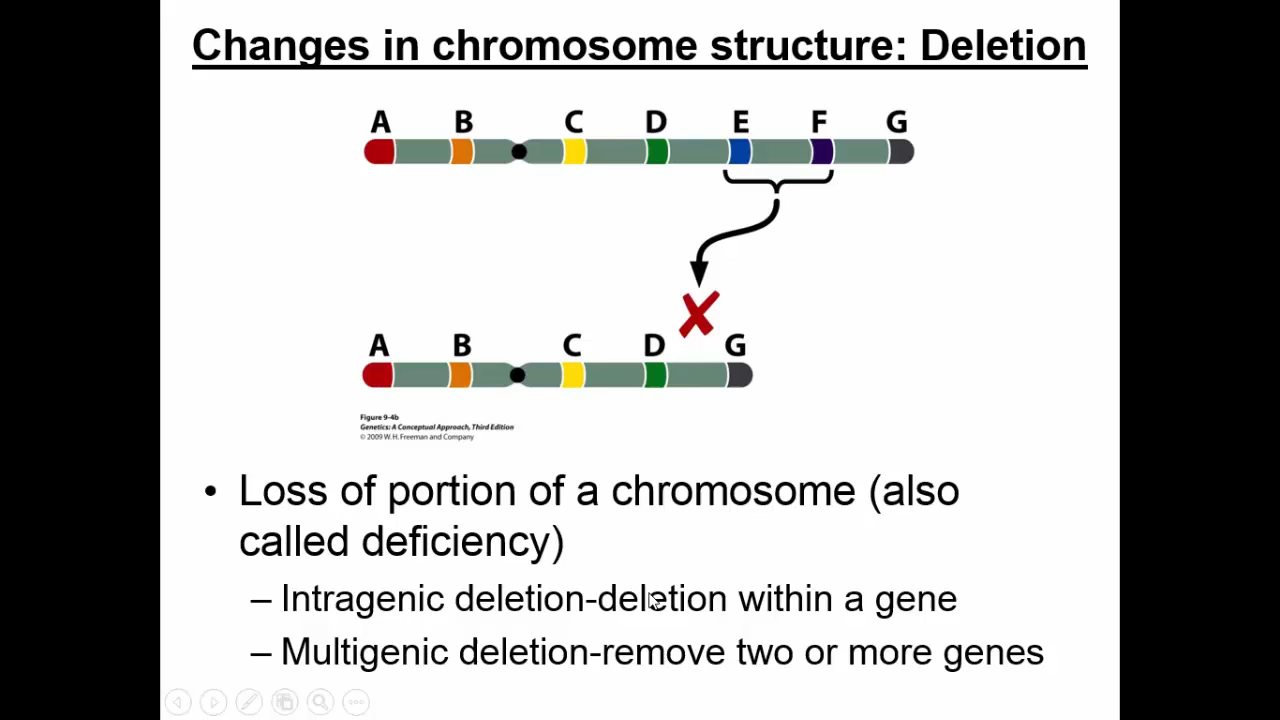 Changes in chromosome structure: Deletion
A B C D E F G
A B C D G
Figure 9-4b
Genetics: A Conceptual Approach, Third Edition
© 2009 W. H. Freeman and Company
• Loss of portion of a chromosome (also
called deficiency)
– Intragenic deletion-deletion within a gene
– Multigenic deletion-remove two or more genes